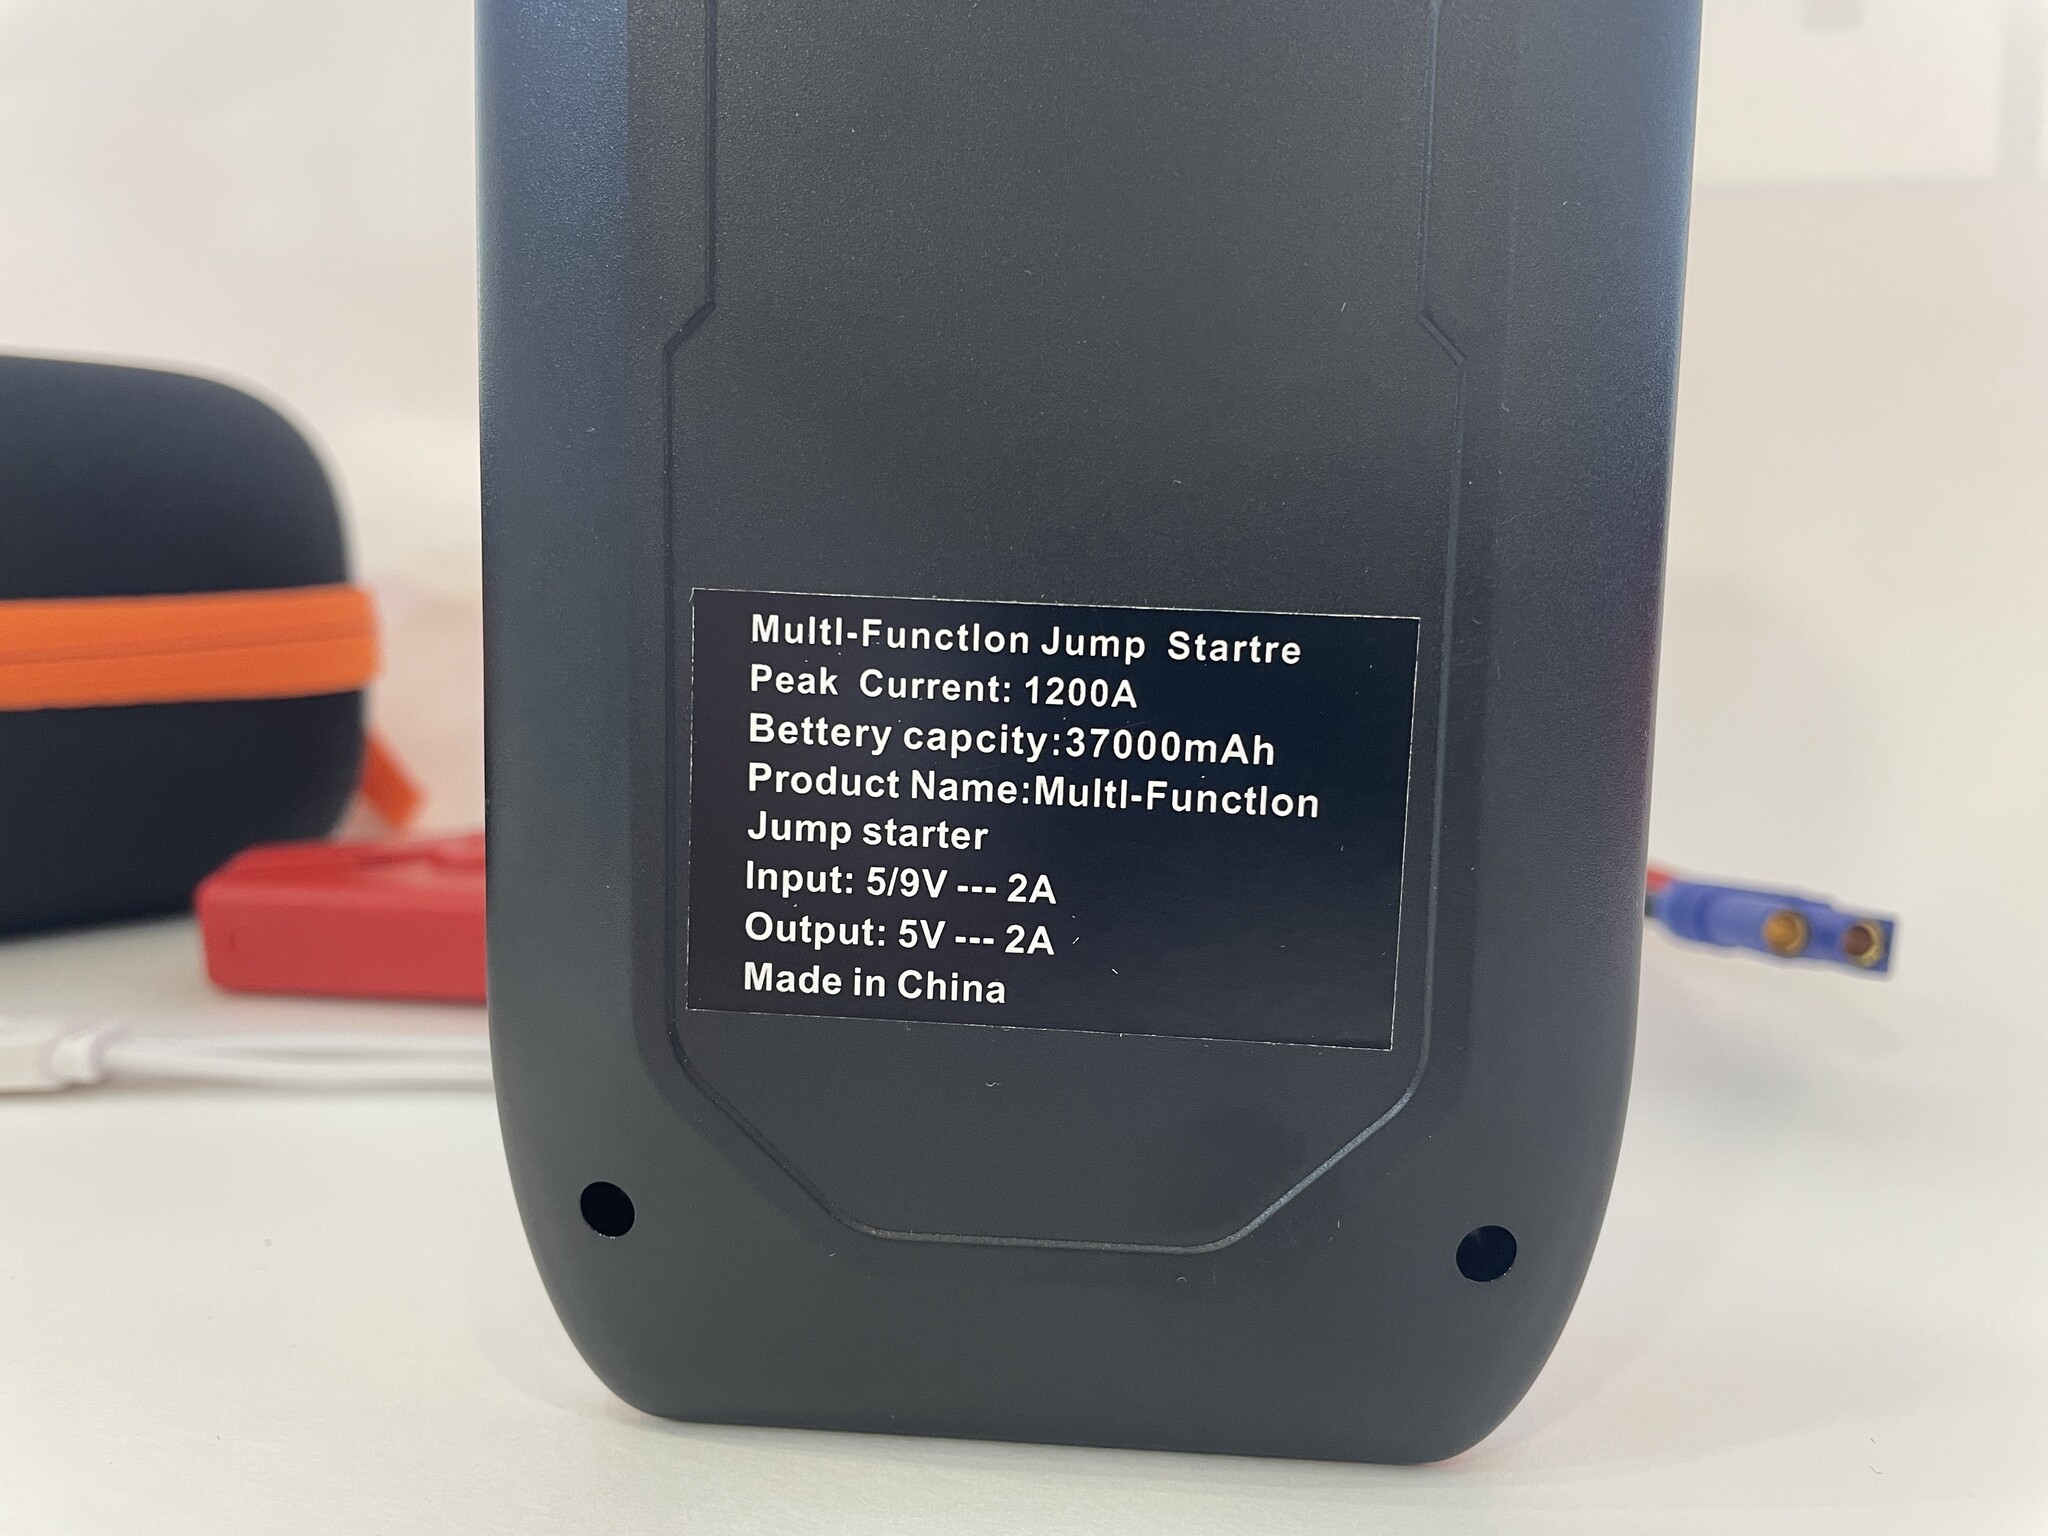 Multl-Functlon Jump Startre
Peak Current: 1200A
Bettery capcity:37000mAh
Product Name:Multl-Functlon
Jump starter
Input: 5/9V --- 2A
Output: 5V --- 2A
Made in China